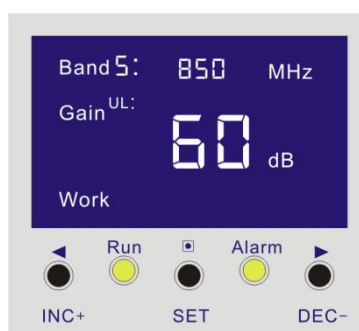 Band 5: 850 MHz
Gain UL:
60 dB
Work
Run Alarm
INC+ SET DEC-